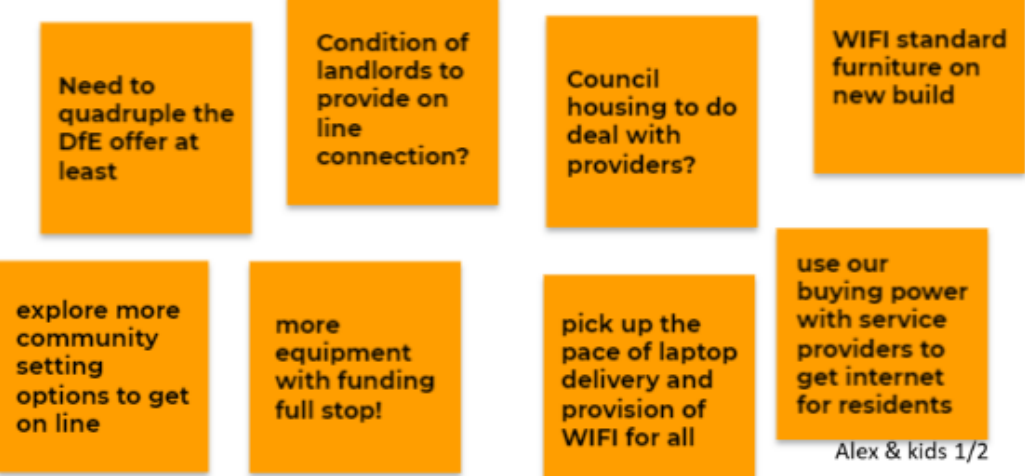 Need to
quadruple the
DfE offer at
least
Condition of
landlords to
provide on
line
connection?
Council
housing to do
deal with
providers?
WIFI standard
furniture on
new build
explore more
community
setting
options to get
on line
more
equipment
with funding
full stop!
pick up the
pace of laptop
delivery and
provision of
WIFI for all
use our
buying power
with service
providers to
get internet
for residents
Alex & kids 1/2